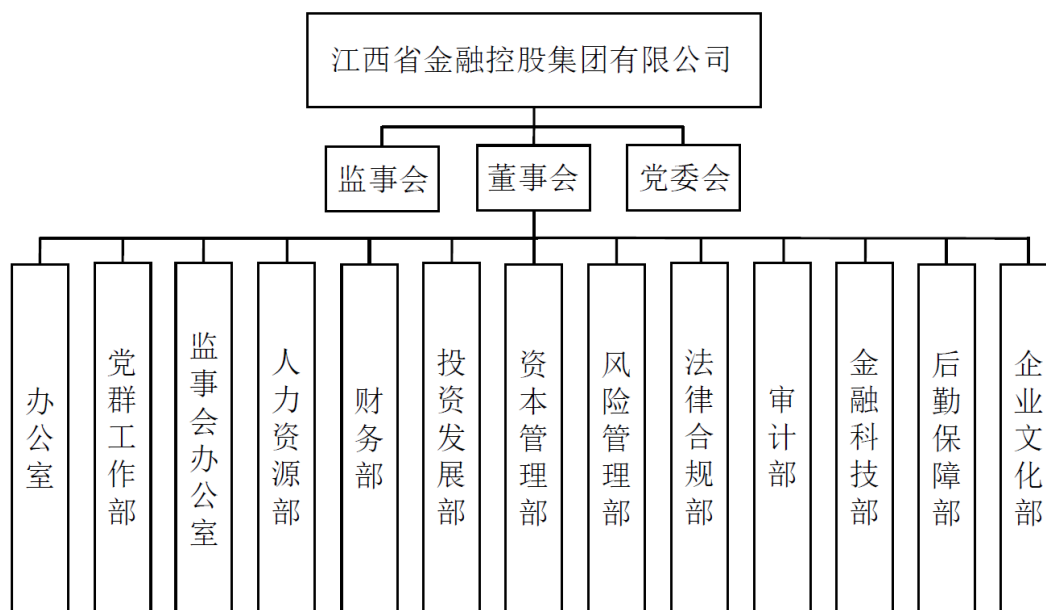 江西省金融控股集团有限公司
监事会
董事会
党委会
办公室
党群工作部
监事会办公室
人力资源部
财务部
投资发展部
资本管理部
风险管理部
法律合规部
审计部
金融科技部
后勤保障部
企业文化部